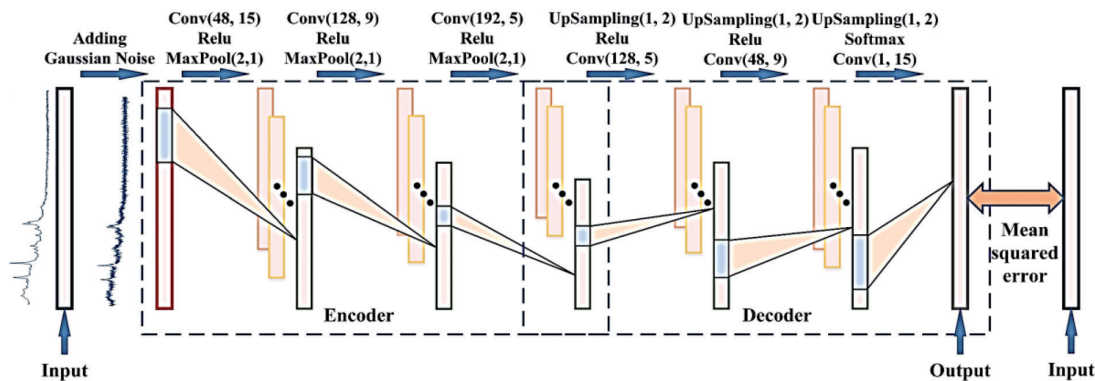 Adding
Gaussian Noise
Conv(48, 15)
Relu
MaxPool(2,1)
Conv(128, 9)
Relu
MaxPool(2,1)
Conv(192, 5)
Relu
MaxPool(2,1)
UpSampling(1, 2)
Relu
Conv(128, 5)
UpSampling(1, 2)
Relu
Conv(48, 9)
UpSampling(1, 2)
Softmax
Conv(1, 15)
Mean
squared
error
Encoder
Decoder
Input
Output
Input